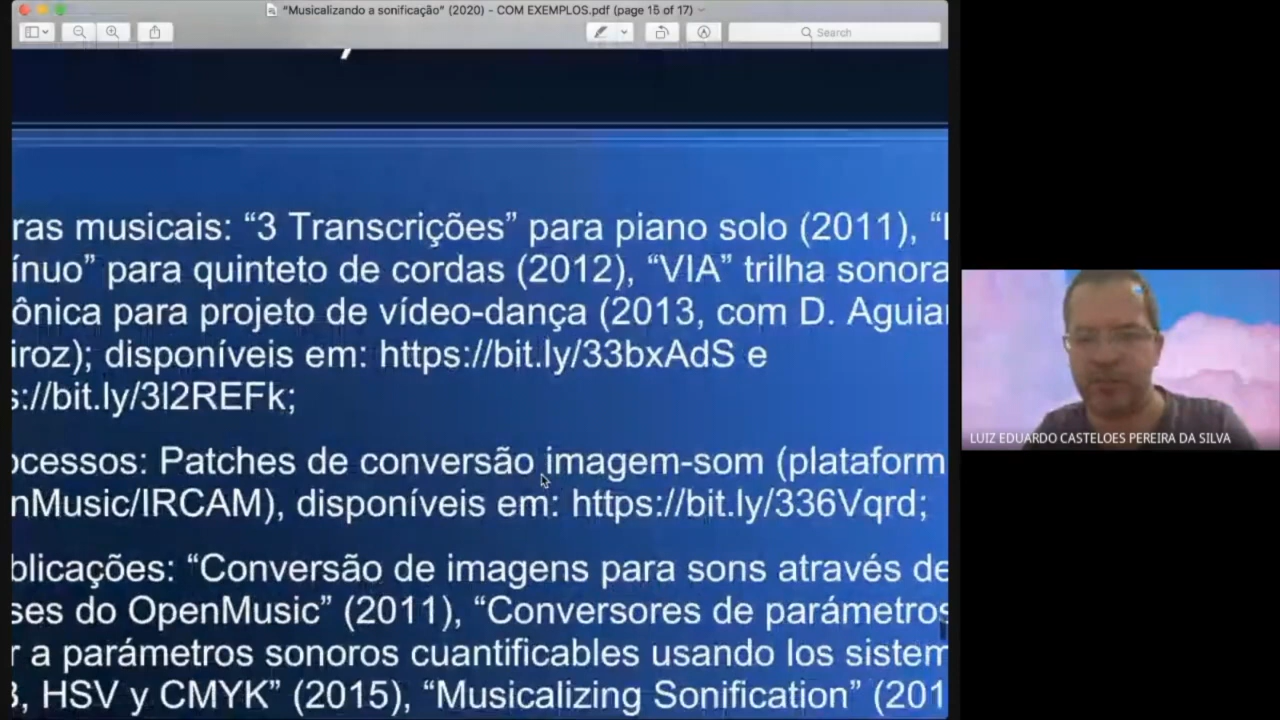 “Musicalizando a sonificação” (2020) - COM EXEMPLOS.pdf (page 15 of 17)
Search
ras musicais: “3 Transcrições” para piano solo (2011), “
ínuo” para quinteto de cordas (2012), “VIA” trilha sonora
ônica para projeto de vídeo-dança (2013, com D. Aguiar
iroz); disponíveis em: https://bit.ly/33bxAdS e
s://bit.ly/3l2REFk;
ocessos: Patches de conversão imagem-som (plataform
nMusic/IRCAM), disponíveis em: https://bit.ly/336Vqrd;
blicações: “Conversão de imagens para sons através de
ses do OpenMusic” (2011), “Conversores de parámetros
r a parámetros sonoros cuantificables usando los sistem
B, HSV y CMYK” (2015), “Musicalizing Sonification” (201
LUIZ EDUARDO CASTELOES PEREIRA DA SILVA